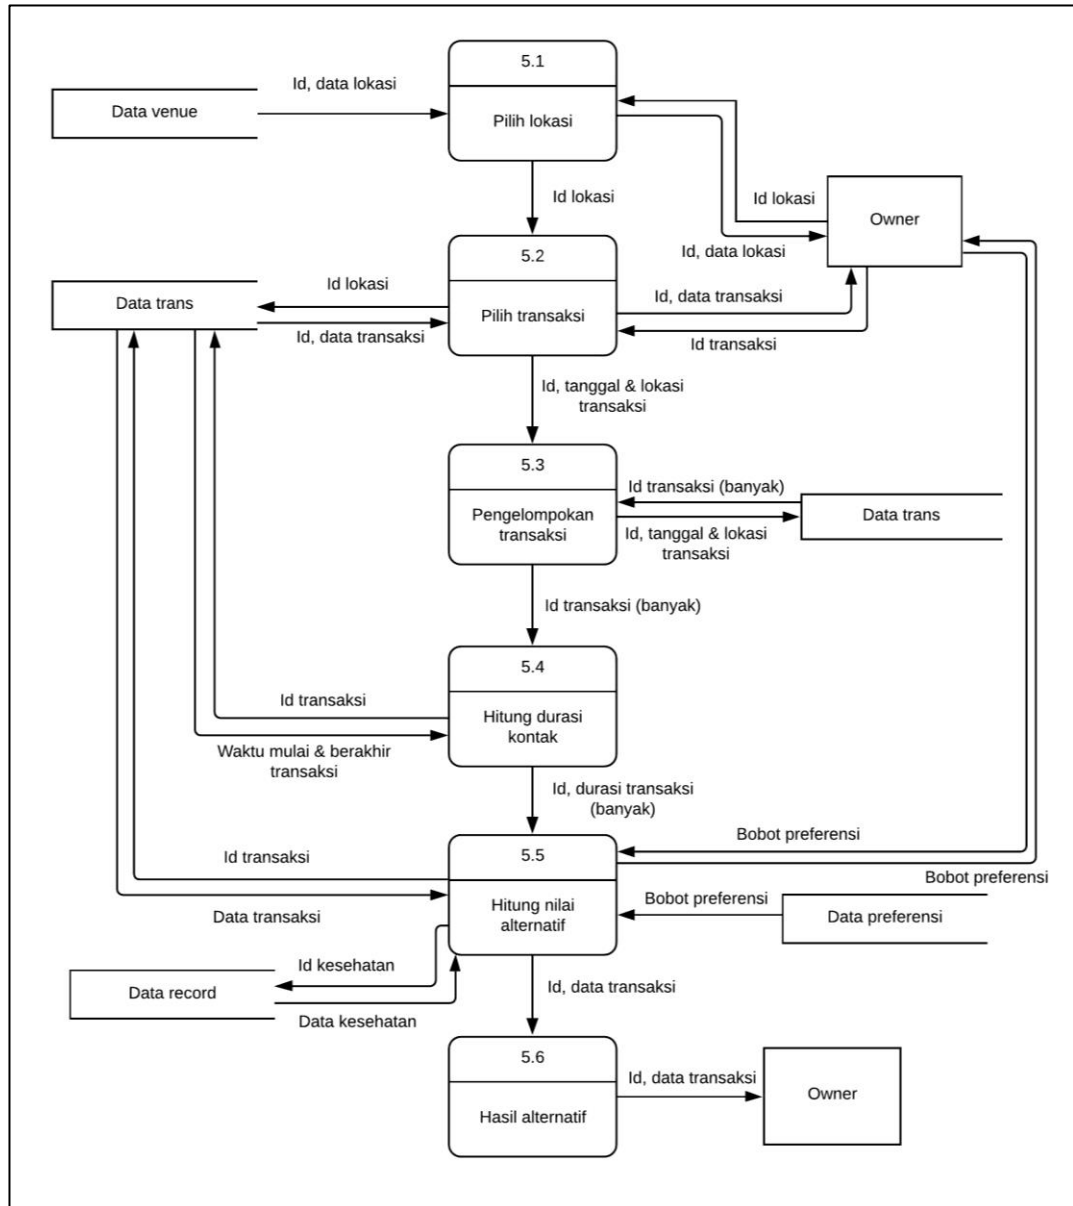 5.1
Id, data lokasi
Data venue
Pilih lokasi
Id lokasi
Id lokasi
Owner
5.2
Id, data lokasi
Id lokasi
Data trans
Id, data transaksi
Pilih transaksi
Id, data transaksi
Id transaksi
Id, tanggal & lokasi
transaksi
5.3
Id transaksi (banyak)
Pengelompokan
transaksi
Data trans
Id, tanggal & lokasi
transaksi
Id transaksi (banyak)
5.4
Id transaksi
Hitung durasi
kontak
Waktu mulai & berakhir
transaksi
Id, durasi transaksi
(banyak)
Bobot preferensi
5.5
Id transaksi
Bobot preferensi
Bobot preferensi
Hitung nilai
alternatif
Data transaksi
Data preferensi
Id kesehatan
Id, data transaksi
Data record
Data kesehatan
5.6
Id, data transaksi
Owner
Hasil alternatif